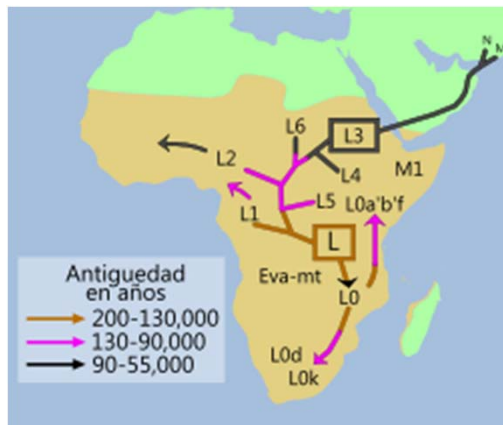 N
M
L6
L3
L2
L4
M1
L5
L0a'b'f
L1
L
Eva-mt
L0
Antiguedad
en años
200-130,000
130-90,000
90-55,000
L0d
L0k